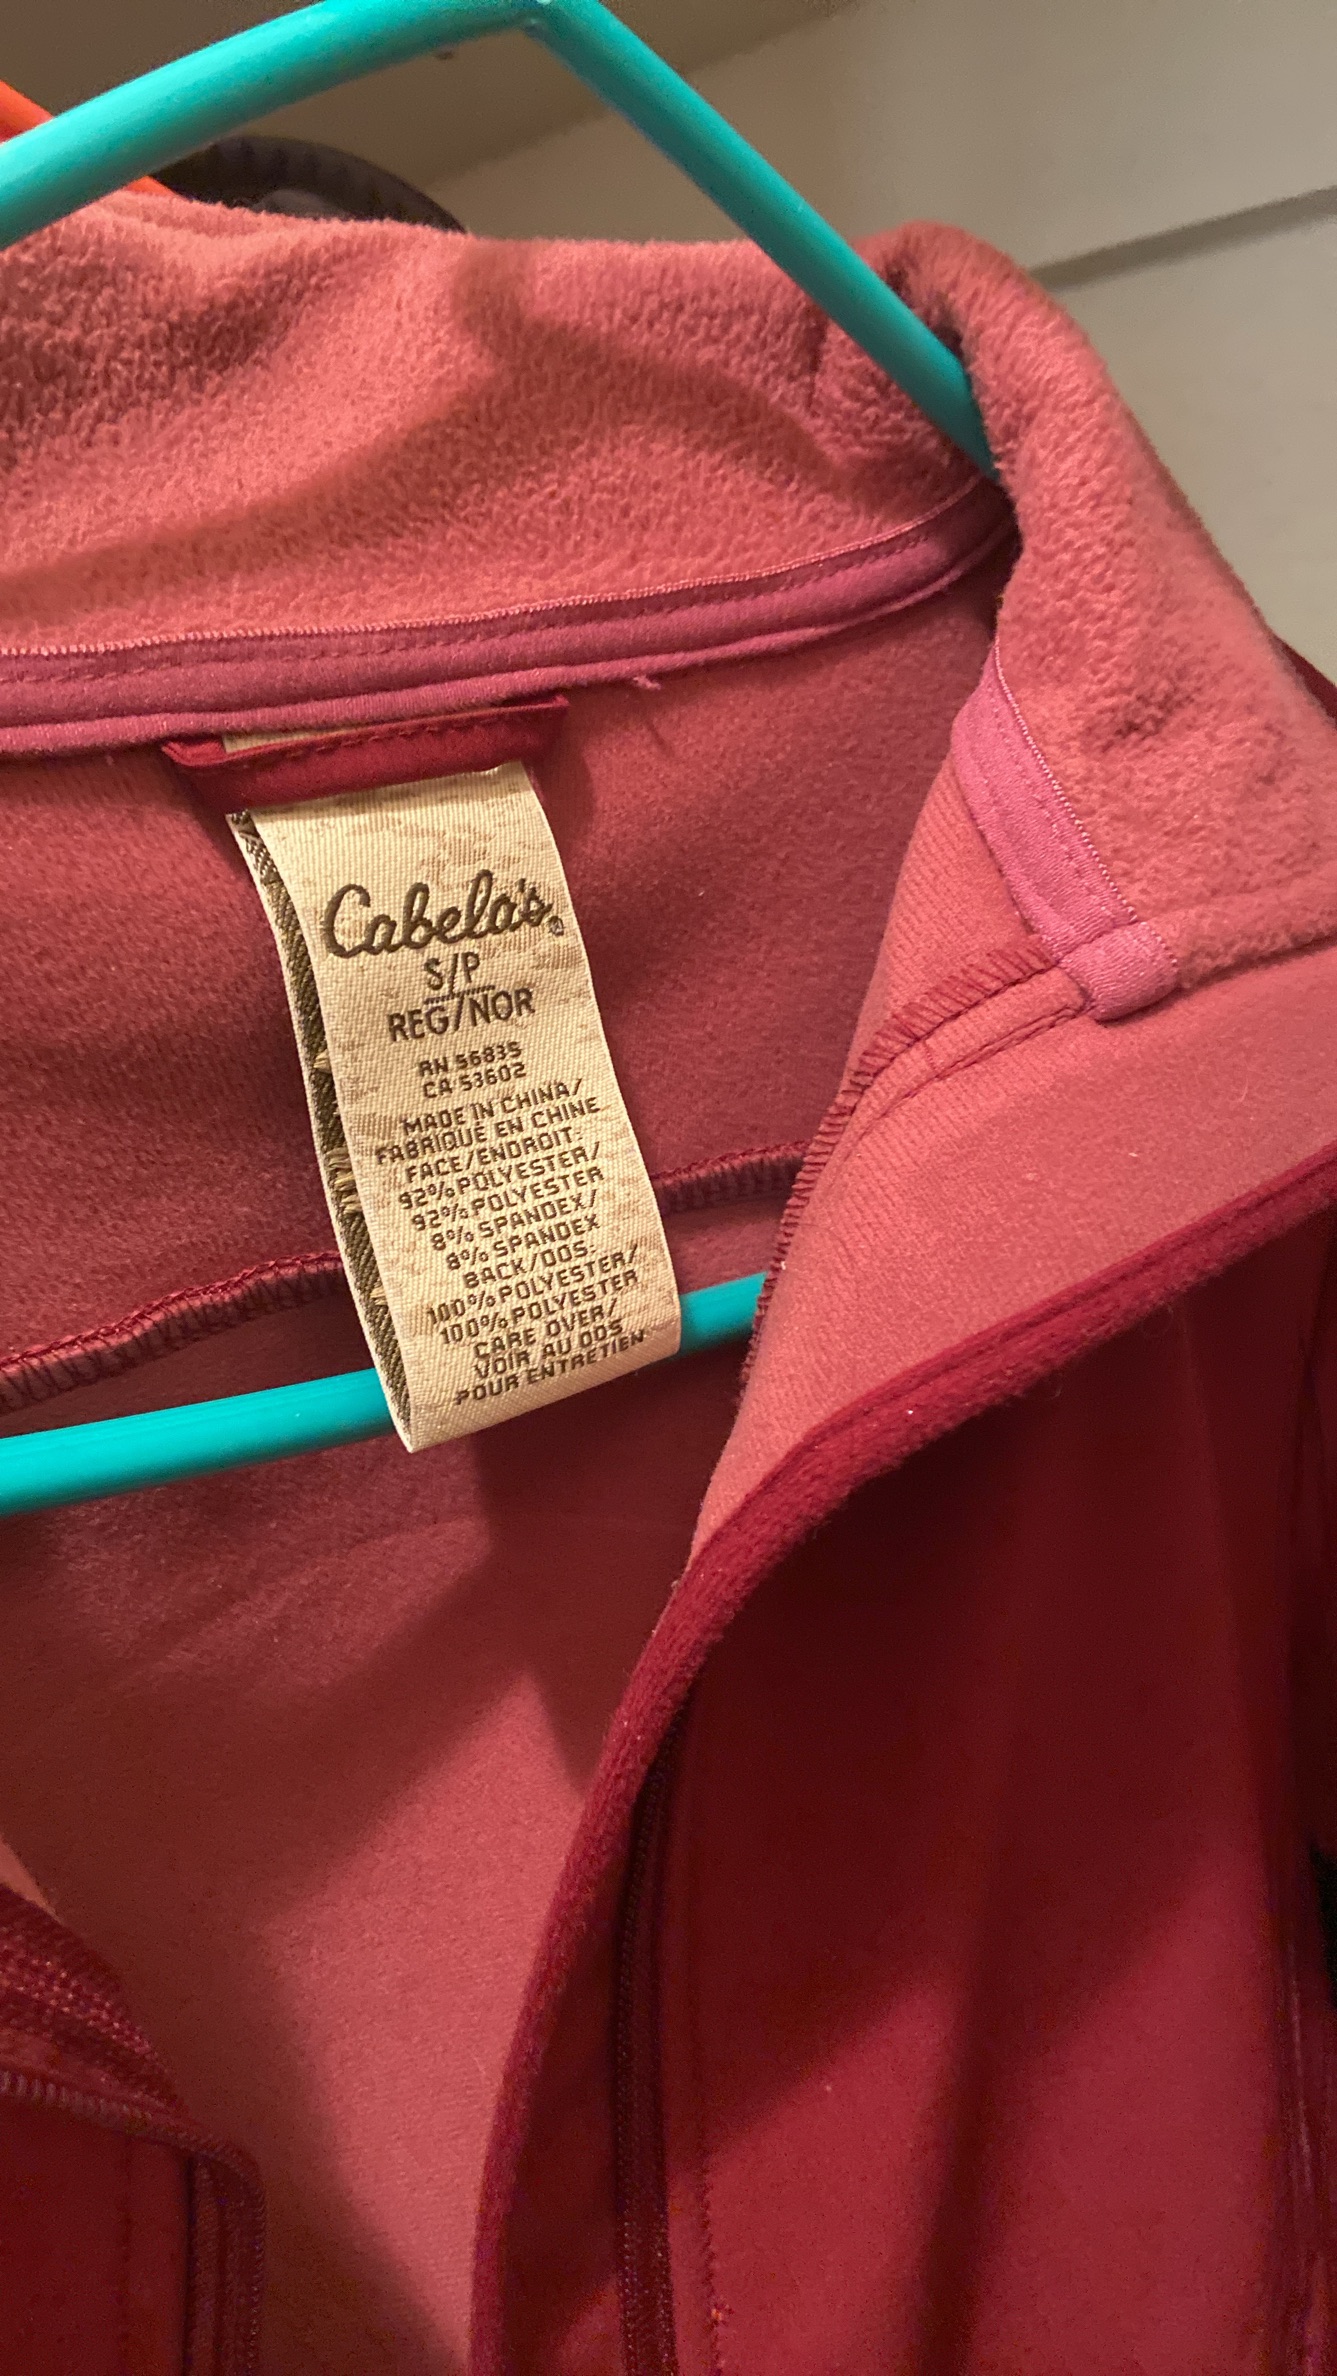 Cabela's®
S/P
REG/NOR
RN 56835
CA 53602
MADE IN CHINA/
FABRIQUÉ EN CHINE
FACE/ENDROIT:
92% POLYESTER/
92% POLYESTER
8% SPANDEX/
8% SPANDEX
BACK/DOS:
100% POLYESTER/
100% POLYESTER
CARE OVER/
VOIR AU DOS
POUR ENTRETIEN